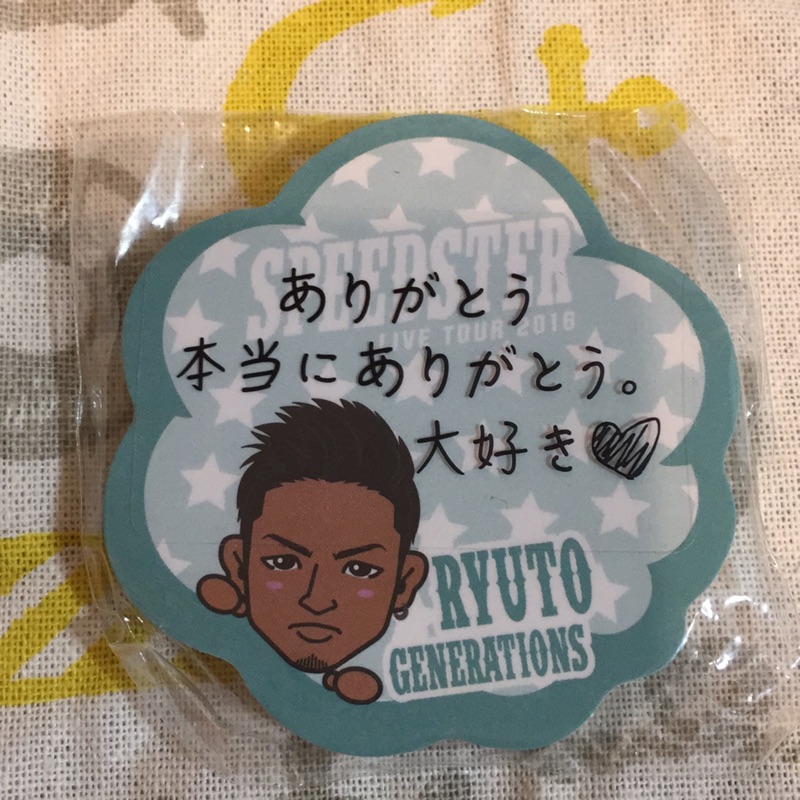 SPEEDSTER
LIVE TOUR 2016
ありがとう
本当にありがとう。
大好き
RYUTO
GENERATIONS